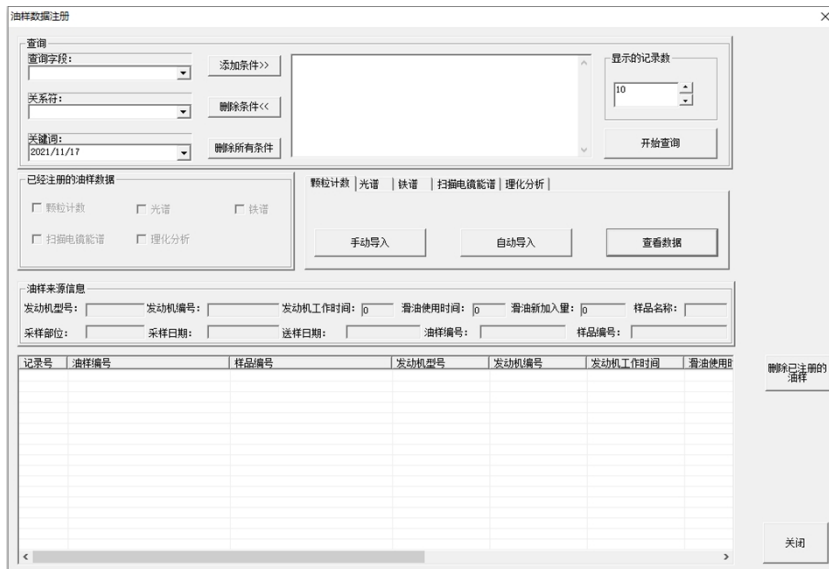 油样数据注册
查询
查询字段:
添加条件>>
显示的记录数
10
关系符:
删除条件<<
关键词:
2021/11/17
删除所有条件
开始查询
已经注册的油样数据
颗粒计数 光谱 铁谱
扫描电镜能谱 理化分析
颗粒计数 光谱 铁谱 扫描电镜能谱 理化分析
手动导入 自动导入 查看数据
油样来源信息
发动机型号: 发动机编号: 发动机工作时间: 0 滑油使用时间: 0 滑油新加入量: 0 样品名称:
采样部位: 采样日期: 送样日期: 油样编号: 样品编号:
记录号 油样编号 样品编号 发动机型号 发动机编号 发动机工作时间 滑油使用
删除已注册的
油样
关闭